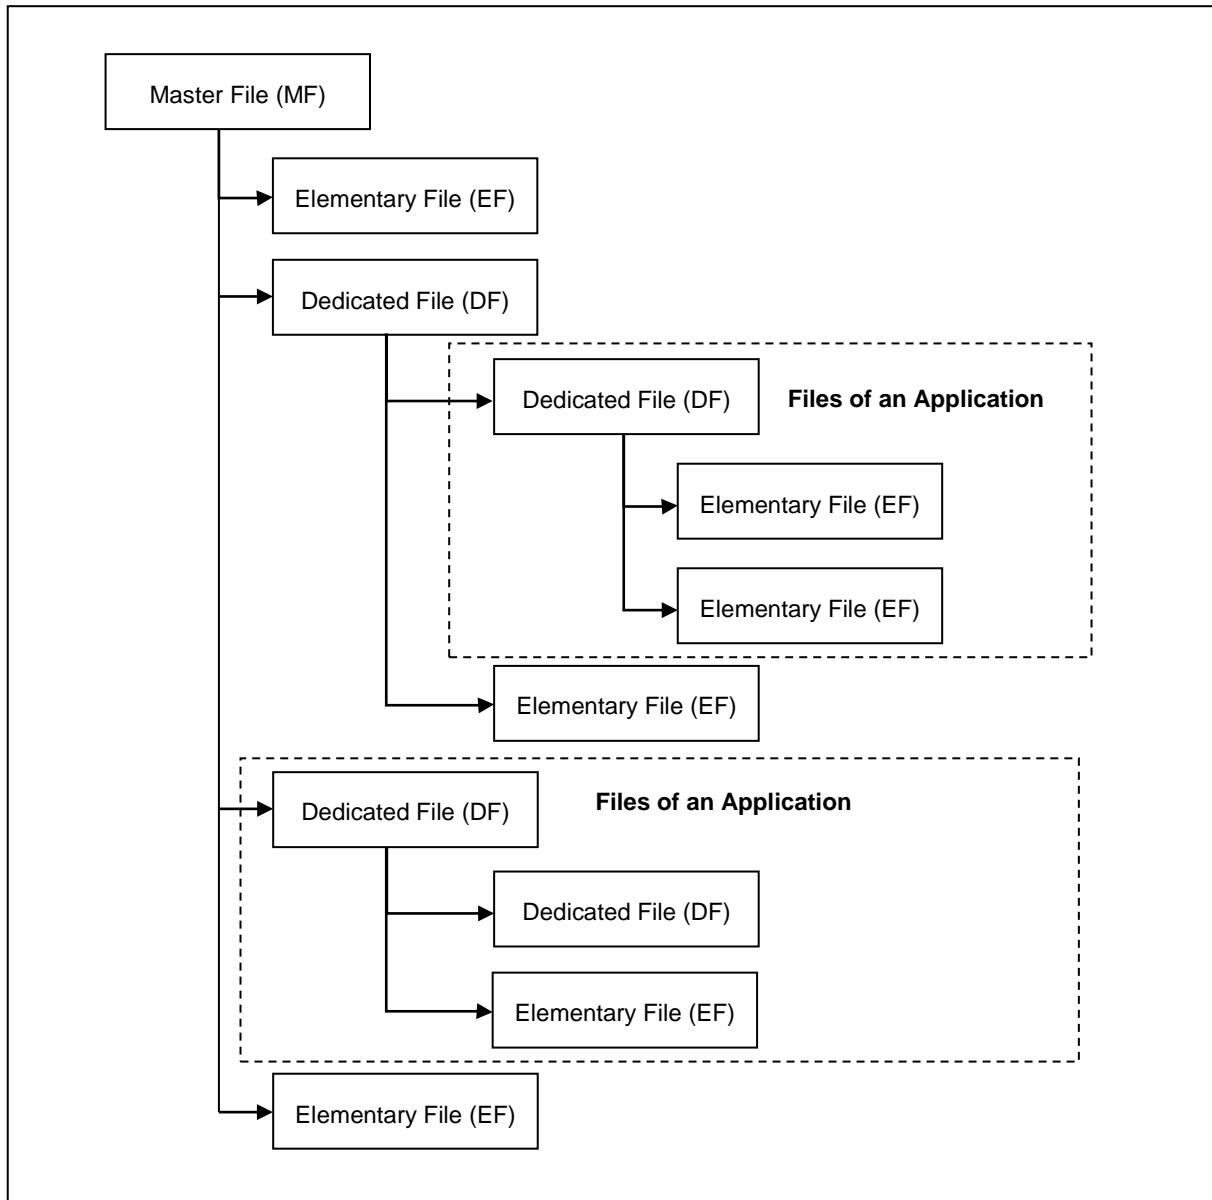 Master File (MF)
Elementary File (EF)
Dedicated File (DF)
Dedicated File (DF)
Files of an Application
Elementary File (EF)
Elementary File (EF)
Elementary File (EF)
Dedicated File (DF)
Files of an Application
Dedicated File (DF)
Elementary File (EF)
Elementary File (EF)